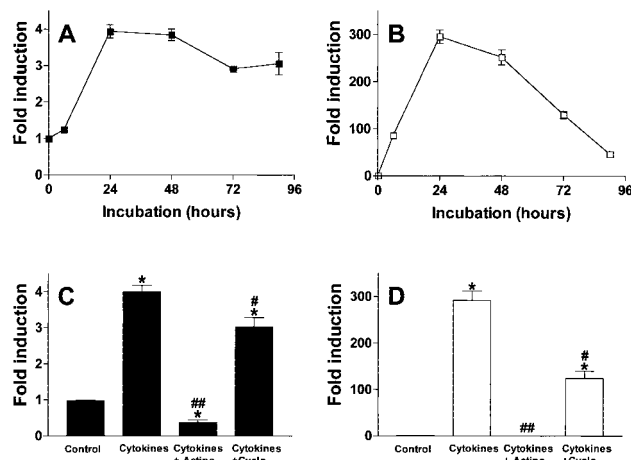 A
Fold induction
4
3
2
1
0
0 24 48 72 96
Incubation (hours)
B
Fold induction
300
200
100
0
0 24 48 72 96
Incubation (hours)
C
Fold induction
4
3
2
1
0
*
##
*
#
*
Control Cytokines Cytokines Cytokines
+ Actino +Cyclo
D
Fold induction
300
200
100
0
*
##
#
*
Control Cytokines Cytokines Cytokines
+ Actino +Cyclo